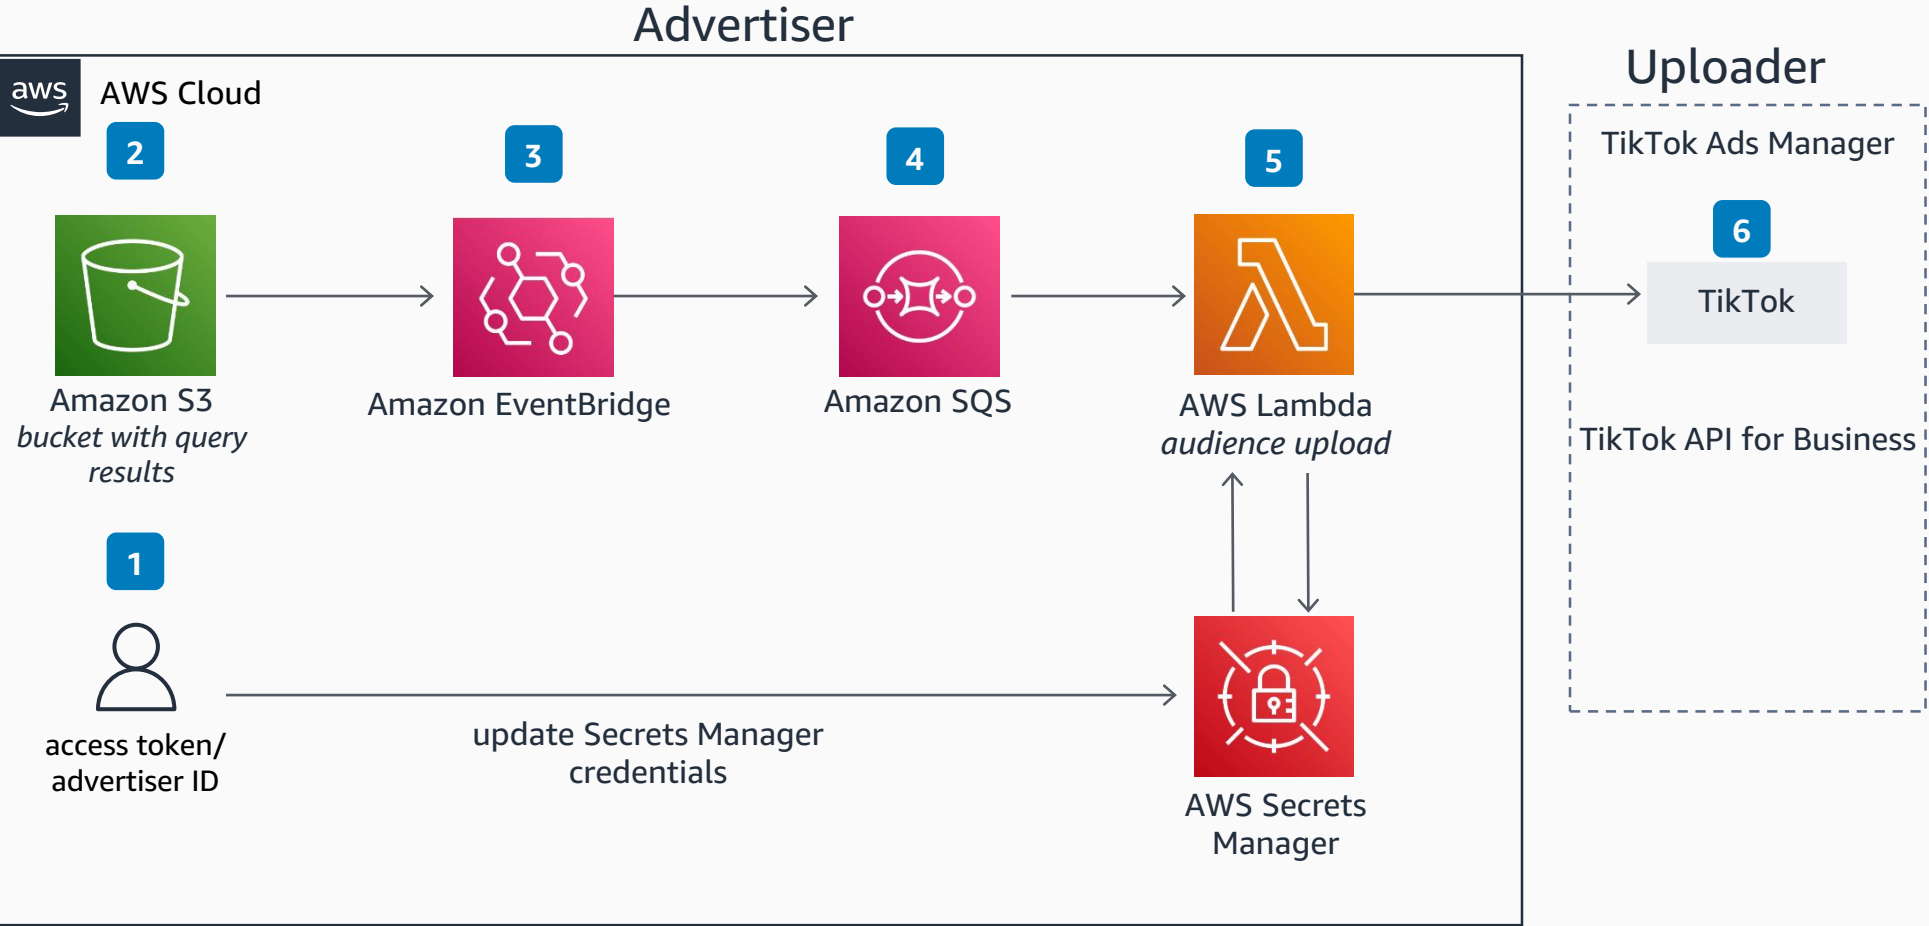 Advertiser
Uploader
aws
AWS Cloud
TikTok Ads Manager
2
3
4
5
6
TikTok
Amazon S3
bucket with query
results
Amazon EventBridge
Amazon SQS
AWS Lambda
audience upload
TikTok API for Business
1
access token/
advertiser ID
update Secrets Manager
credentials
AWS Secrets
Manager